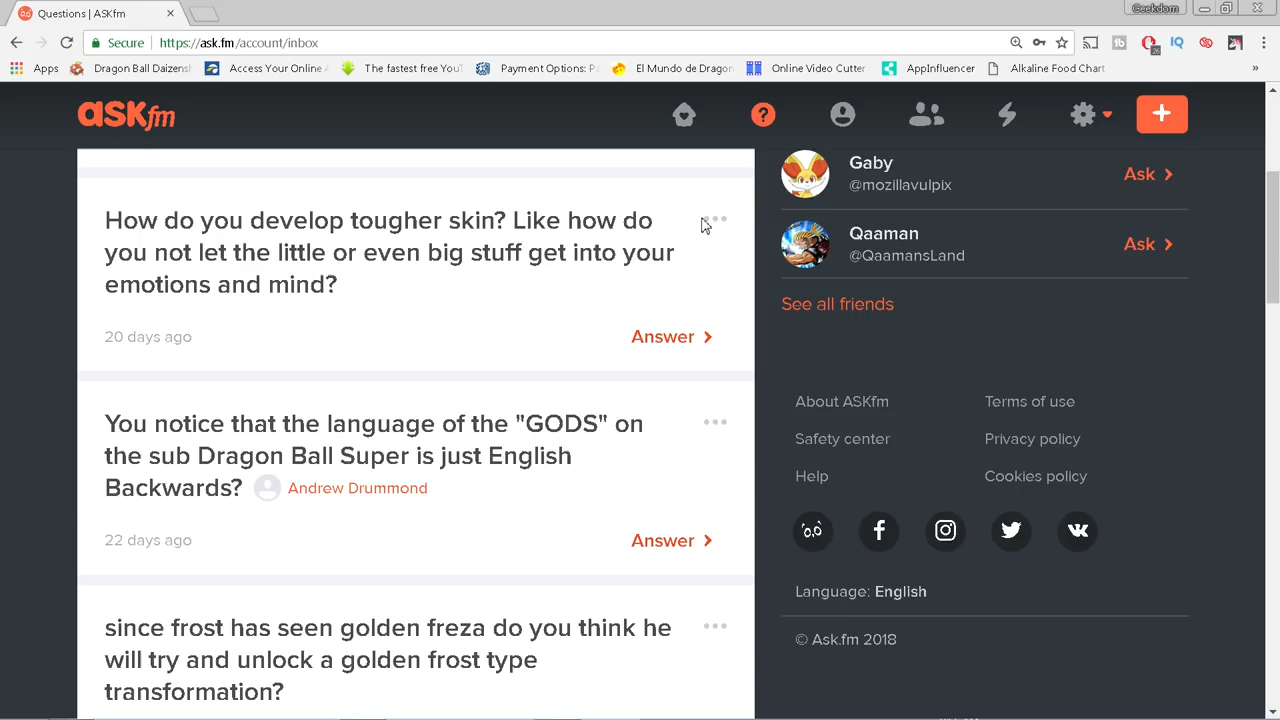 Questions | ASKfm
Geekdom
Secure
https://ask.fm/account/inbox
Apps
Dragon Ball Daizensh
Access Your Online A
The fastest free YouT
Payment Options: Pa
El Mundo de Dragon
Online Video Cutter
AppInfluencer
Alkaline Food Chart
ASKfm
How do you develop tougher skin? Like how do
you not let the little or even big stuff get into your
emotions and mind?
20 days ago
Answer
You notice that the language of the "GODS" on
the sub Dragon Ball Super is just English
Backwards? Andrew Drummond
22 days ago
Answer
since frost has seen golden freza do you think he
will try and unlock a golden frost type
transformation?
Gaby
@mozillavulpix
Ask
Qaaman
@QaamansLand
Ask
See all friends
About ASKfm
Terms of use
Safety center
Privacy policy
Help
Cookies policy
Language: English
© Ask.fm 2018